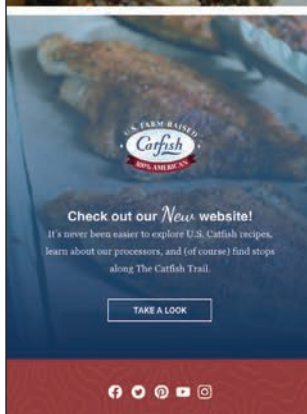 U.S. FARM-RAISED
Catfish
100% AMERICAN
Check out our New website!
It's never been easier to explore U.S. Catfish recipes,
learn about our processors, and (of course) find stops
along The Catfish Trail.
TAKE A LOOK